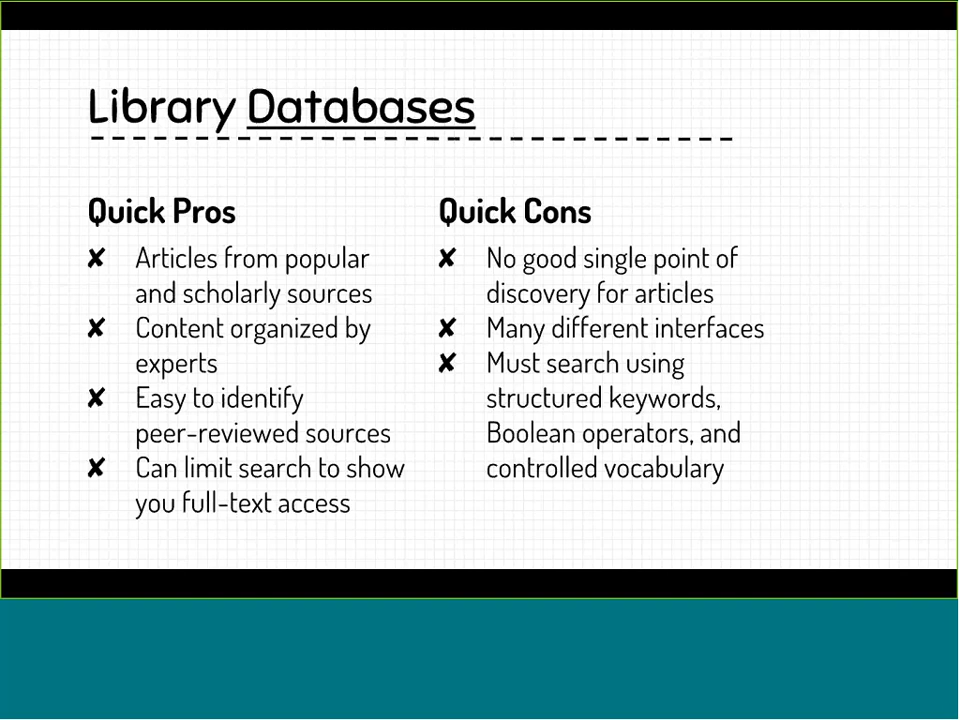 Library Databases
Quick Pros
✘ Articles from popular
and scholarly sources
✘ Content organized by
experts
✘ Easy to identify
peer-reviewed sources
✘ Can limit search to show
you full-text access
Quick Cons
✘ No good single point of
discovery for articles
✘ Many different interfaces
✘ Must search using
structured keywords,
Boolean operators, and
controlled vocabulary